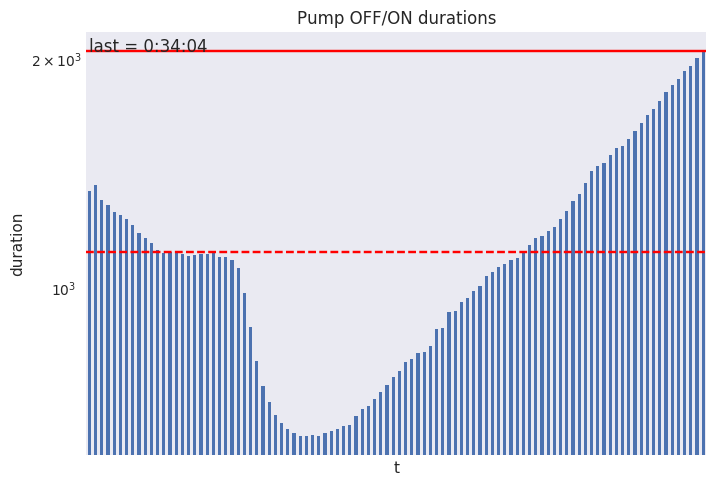 Pump OFF/ON durations
last = 0:34:04
2 × 10³
duration
10³
t